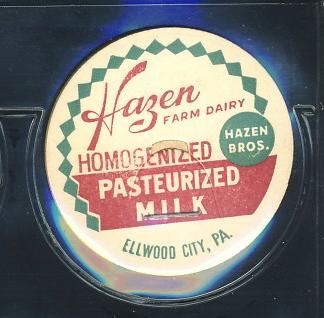 Hazen
FARM DAIRY
HAZEN
BROS.
HOMOGENIZED
PASTEURIZED
MILK
ELLWOOD CITY, PA.